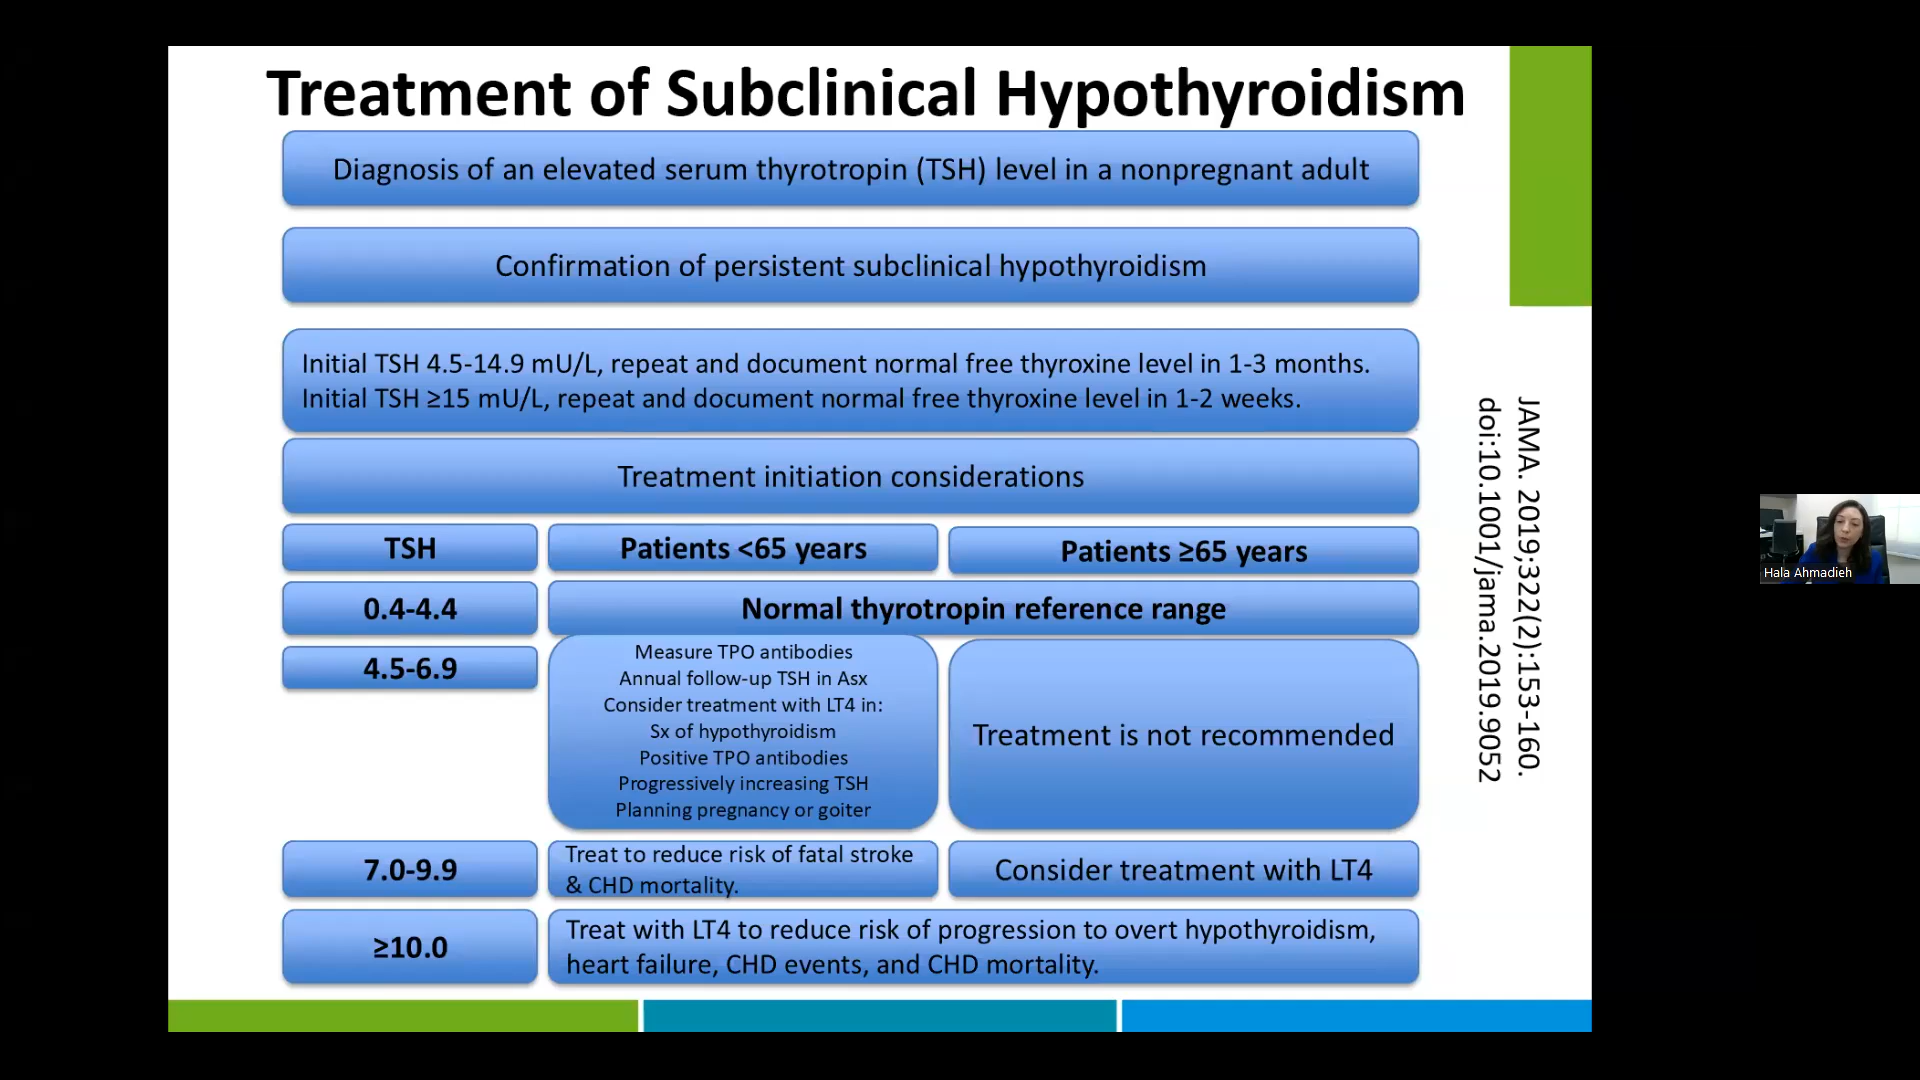 Treatment of Subclinical Hypothyroidism
Diagnosis of an elevated serum thyrotropin (TSH) level in a nonpregnant adult
Confirmation of persistent subclinical hypothyroidism
Initial TSH 4.5-14.9 mU/L, repeat and document normal free thyroxine level in 1-3 months.
Initial TSH ≥15 mU/L, repeat and document normal free thyroxine level in 1-2 weeks.
Treatment initiation considerations
TSH
Patients <65 years
Patients ≥65 years
0.4-4.4
Normal thyrotropin reference range
4.5-6.9
Measure TPO antibodies
Annual follow-up TSH in Asx
Consider treatment with LT4 in:
Sx of hypothyroidism
Positive TPO antibodies
Progressively increasing TSH
Planning pregnancy or goiter
Treatment is not recommended
7.0-9.9
Treat to reduce risk of fatal stroke
& CHD mortality.
Consider treatment with LT4
≥10.0
Treat with LT4 to reduce risk of progression to overt hypothyroidism,
heart failure, CHD events, and CHD mortality.
JAMA. 2019;322(2):153-160.
doi:10.1001/jama.2019.9052
Hala Ahmadieh